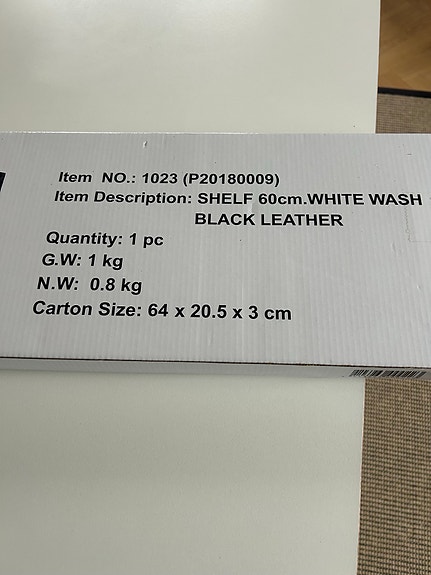 Item NO.: 1023 (P20180009)
Item Description: SHELF 60cm.WHITE WASH
BLACK LEATHER
Quantity: 1 pc
G.W: 1 kg
N.W: 0.8 kg
Carton Size: 64 x 20.5 x 3 cm